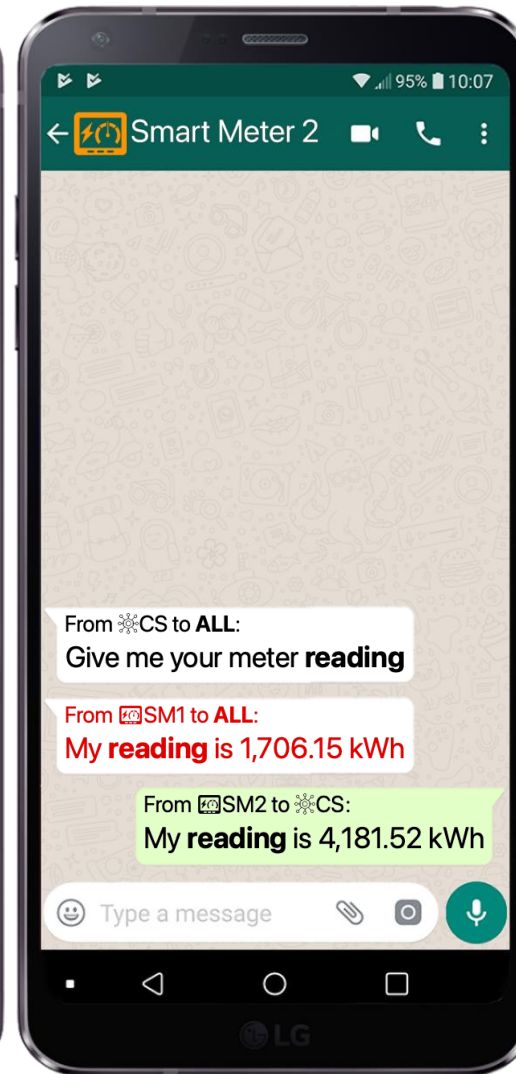 95% 10:07
Smart Meter 2
From CS to ALL:
Give me your meter reading
From SM1 to ALL:
My reading is 1,706.15 kWh
From SM2 to CS:
My reading is 4,181.52 kWh
Type a message
LG